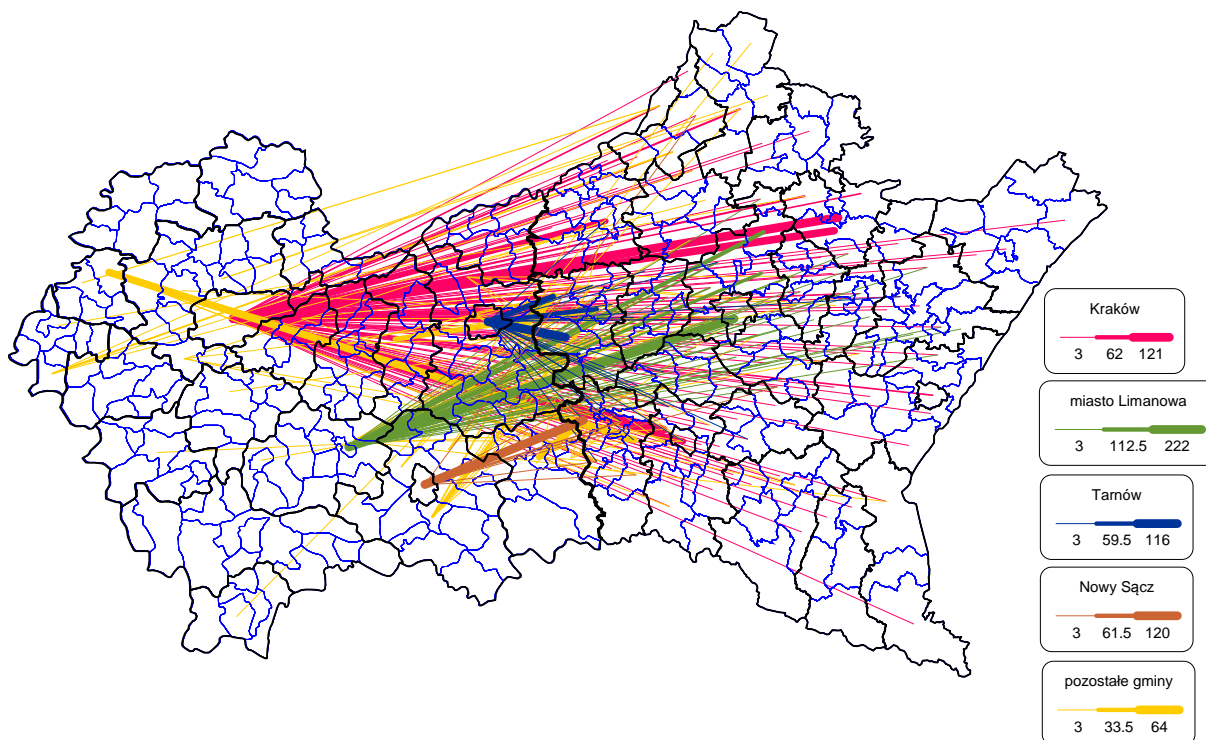 Kraków
3 62 121
miasto Limanowa
3 112.5 222
Tarnów
3 59.5 116
Nowy Sącz
3 61.5 120
pozostałe gminy
3 33.5 64